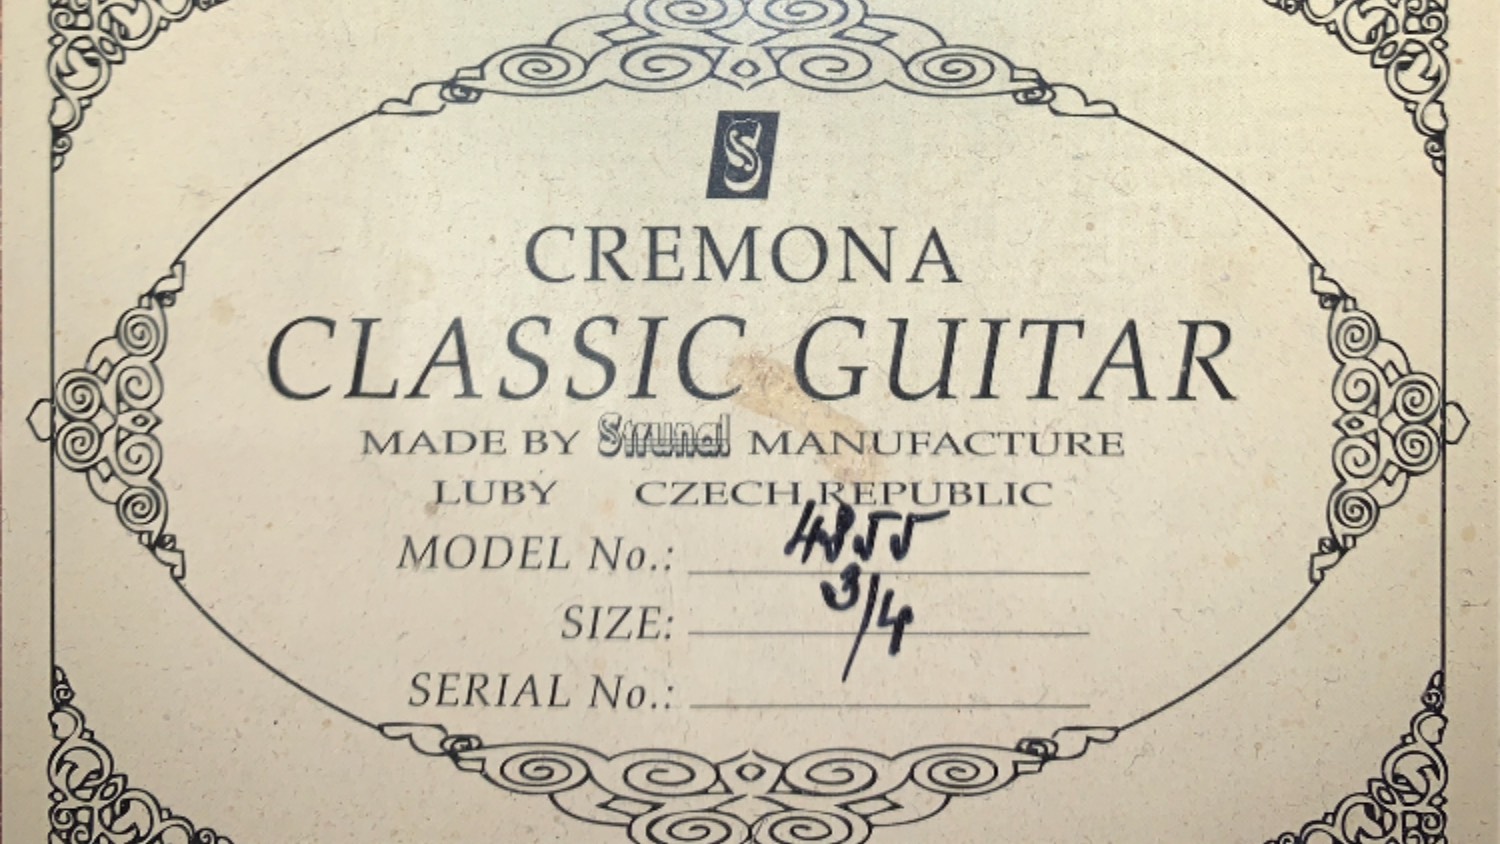 S
CREMONA
CLASSIC GUITAR
MADE BY Strunal MANUFACTURE
LUBY CZECH REPUBLIC
MODEL No.: 4855
SIZE: 3/4
SERIAL No.: